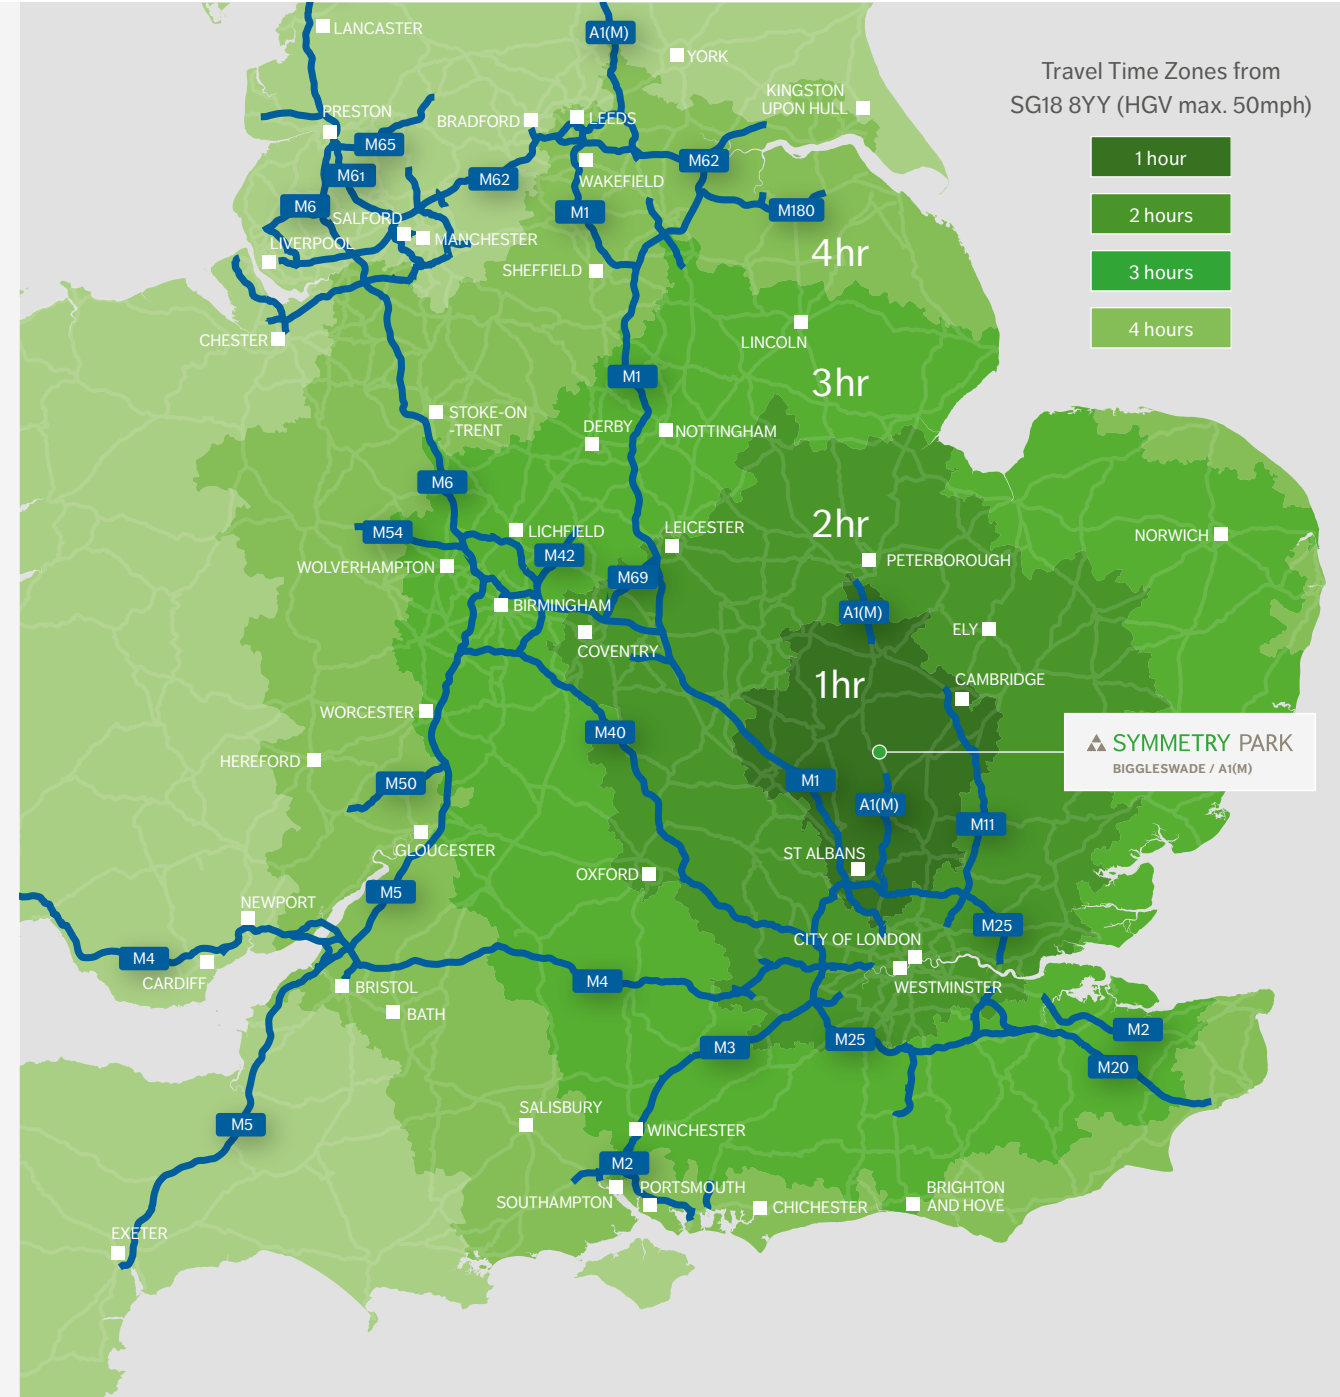 LANCASTER
A1(M)
YORK
Travel Time Zones from
SG18 8YY (HGV max. 50mph)
1 hour
2 hours
3 hours
4 hours
KINGSTON
UPON HULL
PRESTON
BRADFORD
LEEDS
M65
M61
M62
M62
WAKEFIELD
M6
SALFORD
M1
M180
LIVERPOOL
MANCHESTER
4hr
SHEFFIELD
CHESTER
LINCOLN
M1
3hr
STOKE-ON
-TRENT
DERBY
NOTTINGHAM
M6
M54
LICHFIELD
LEICESTER
2hr
NORWICH
M42
WOLVERHAMPTON
M69
PETERBOROUGH
BIRMINGHAM
A1(M)
ELY
COVENTRY
1hr
CAMBRIDGE
WORCESTER
M40
SYMMETRY PARK
BIGGLESWADE / A1(M)
HEREFORD
M50
M1
A1(M)
M11
GLOUCESTER
ST ALBANS
OXFORD
M5
NEWPORT
M25
CITY OF LONDON
M4
CARDIFF
M4
WESTMINSTER
BRISTOL
BATH
M2
M25
M3
M20
SALISBURY
M5
WINCHESTER
M2
PORTSMOUTH
SOUTHAMPTON
CHICHESTER
BRIGHTON
AND HOVE
EXETER